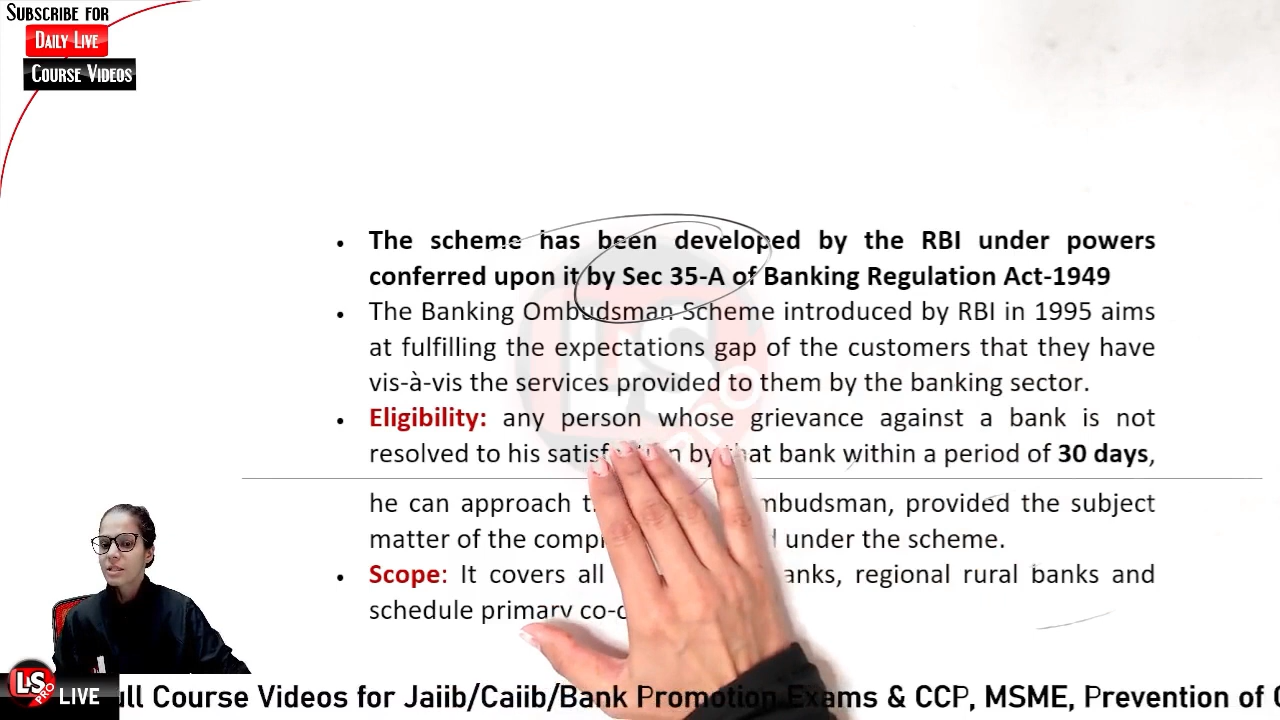 SUBSCRIBE FOR
DAILY LIVE
COURSE VIDEOS
• The scheme has been developed by the RBI under powers
conferred upon it by Sec 35-A of Banking Regulation Act-1949
• The Banking Ombudsman Scheme introduced by RBI in 1995 aims
at fulfilling the expectations gap of the customers that they have
vis-à-vis the services provided to them by the banking sector.
• Eligibility: any person whose grievance against a bank is not
resolved to his by that bank within a period of 30 days,
he can approach provided the subject
matter of the under the scheme.
• Scope: It covers all regional rural banks and
schedule primary
LS PRO
LS PRO LIVE
Course Videos for Jaiib/Caiib/Bank Promotion Exams & CCP, MSME, Prevention of